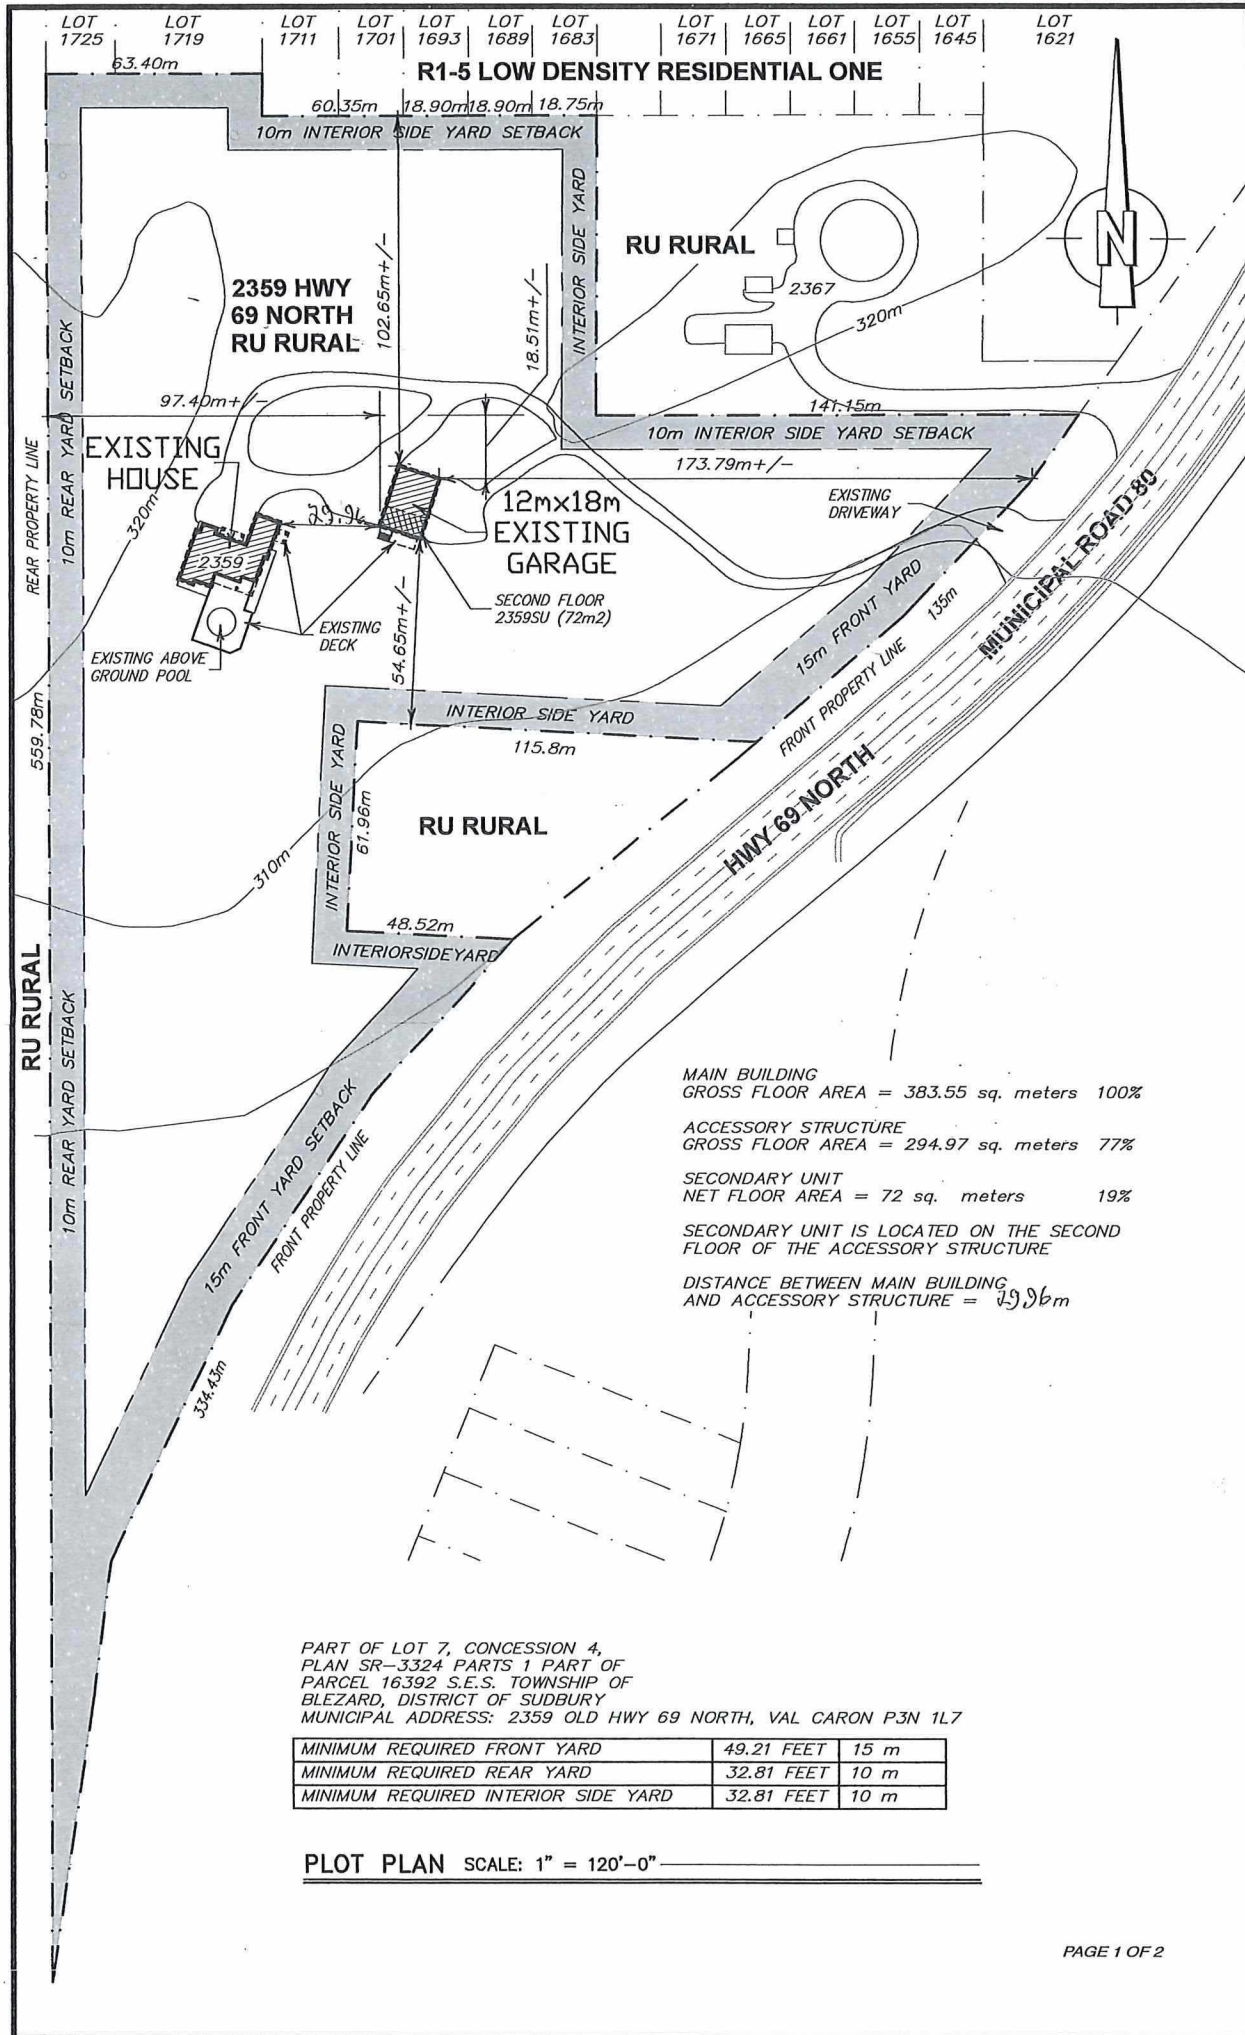 LOT 1725
LOT 1719
LOT 1711
LOT 1701
LOT 1693
LOT 1689
LOT 1683
LOT 1671
LOT 1665
LOT 1661
LOT 1655
LOT 1645
LOT 1621
63.40m
R1-5 LOW DENSITY RESIDENTIAL ONE
60.35m 18.90m 18.90m 18.75m
10m INTERIOR SIDE YARD SETBACK
INTERIOR SIDE YARD
RU RURAL
N
2367
320m
2359 HWY
69 NORTH
RU RURAL
102.65m+/-
18.51m+/-
97.40m+/-
141.15m
10m INTERIOR SIDE YARD SETBACK
173.79m+/-
10m REAR YARD SETBACK
REAR PROPERTY LINE
EXISTING
HOUSE
320m
29.96
12mx18m
EXISTING
GARAGE
EXISTING
DRIVEWAY
MUNICIPAL ROAD 80
2359
SECOND FLOOR
2359SU (72m2)
EXISTING
DECK
EXISTING ABOVE
GROUND POOL
54.65m+/-
15m FRONT YARD
135m
FRONT PROPERTY LINE
559.78m
INTERIOR SIDE YARD
115.8m
INTERIOR SIDE YARD
61.96m
RU RURAL
HWY 69 NORTH
310m
48.52m
INTERIORSIDEYARD
RU RURAL
10m REAR YARD SETBACK
15m FRONT YARD SETBACK
FRONT PROPERTY LINE
334.43m
MAIN BUILDING
GROSS FLOOR AREA = 383.55 sq. meters 100%
ACCESSORY STRUCTURE
GROSS FLOOR AREA = 294.97 sq. meters 77%
SECONDARY UNIT
NET FLOOR AREA = 72 sq. meters 19%
SECONDARY UNIT IS LOCATED ON THE SECOND
FLOOR OF THE ACCESSORY STRUCTURE
DISTANCE BETWEEN MAIN BUILDING
AND ACCESSORY STRUCTURE = 29.96m
PART OF LOT 7, CONCESSION 4,
PLAN SR-3324 PARTS 1 PART OF
PARCEL 16392 S.E.S. TOWNSHIP OF
BLEZARD, DISTRICT OF SUDBURY
MUNICIPAL ADDRESS: 2359 OLD HWY 69 NORTH, VAL CARON P3N 1L7
MINIMUM REQUIRED FRONT YARD 49.21 FEET 15 m
MINIMUM REQUIRED REAR YARD 32.81 FEET 10 m
MINIMUM REQUIRED INTERIOR SIDE YARD 32.81 FEET 10 m
PLOT PLAN SCALE: 1" = 120'-0"
PAGE 1 OF 2